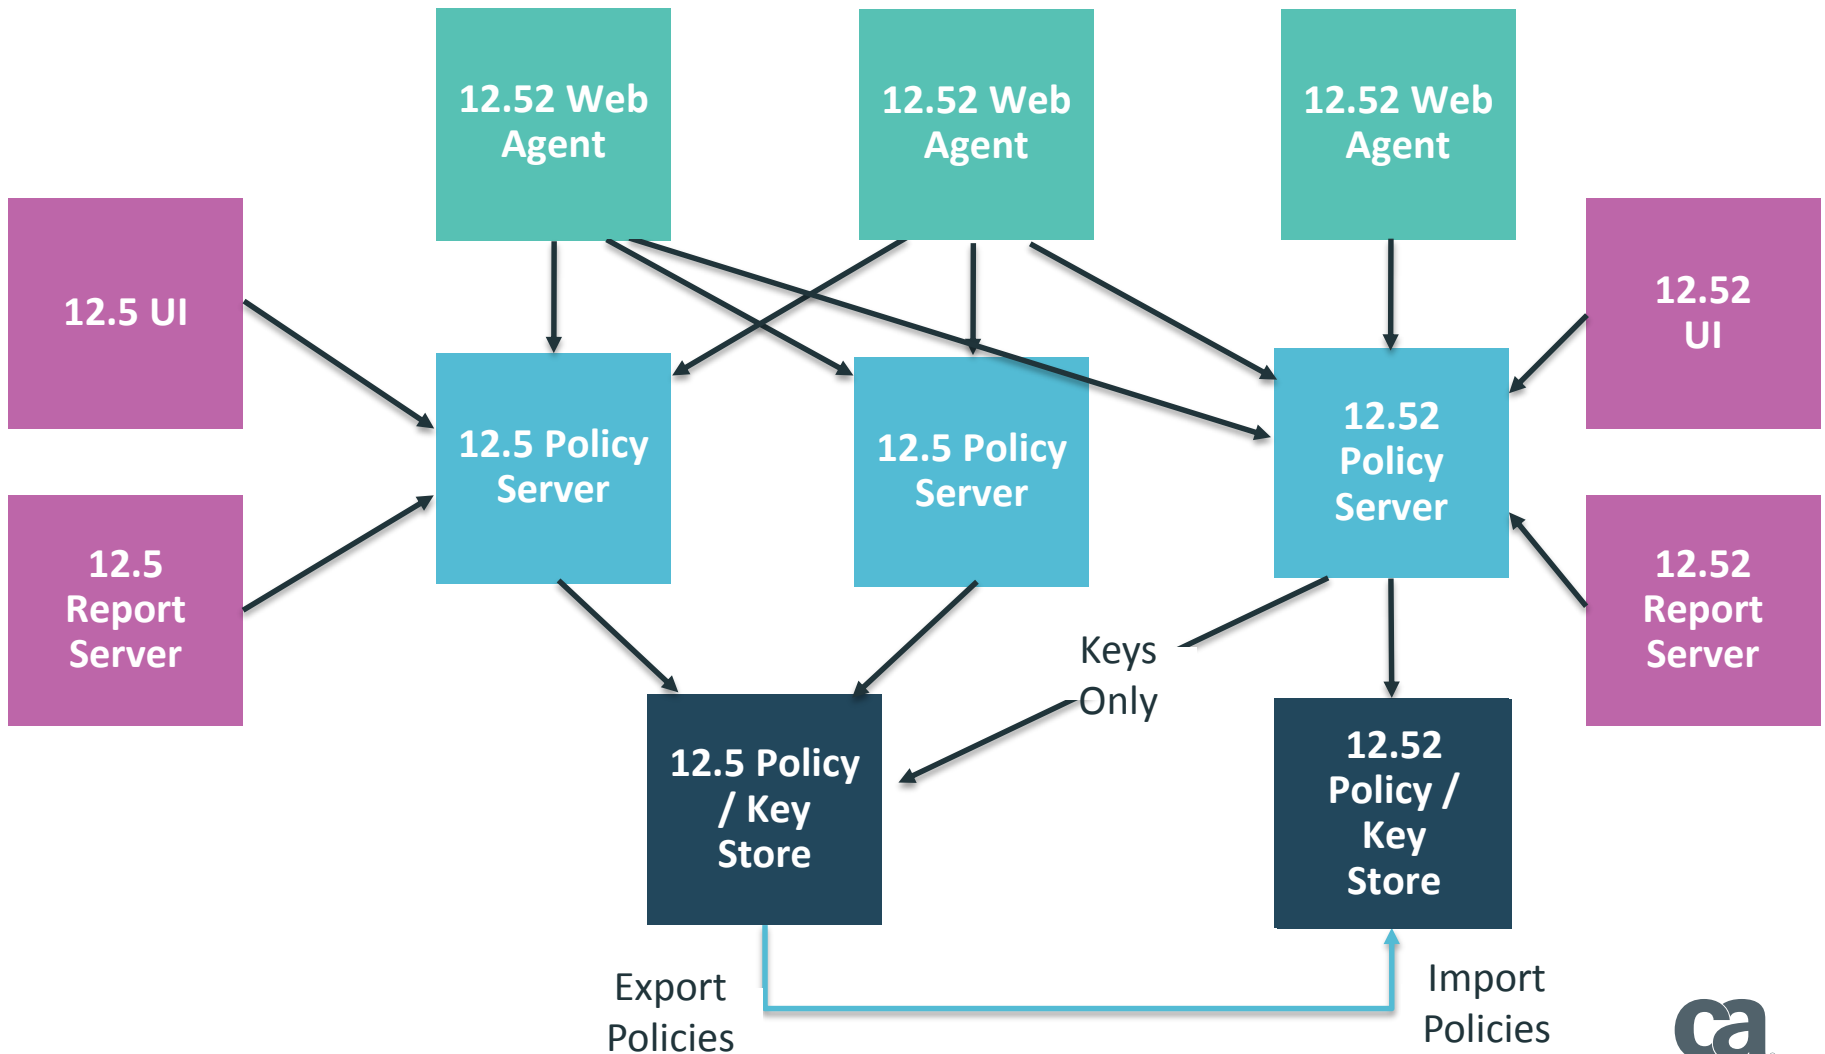 12.52 Web
Agent
12.52 Web
Agent
12.52 Web
Agent
12.5 UI
12.52
UI
12.5 Policy
Server
12.5 Policy
Server
12.52
Policy
Server
12.5
Report
Server
12.52
Report
Server
Keys
Only
12.5 Policy
/ Key
Store
12.52
Policy /
Key
Store
Export
Policies
Import
Policies
ca